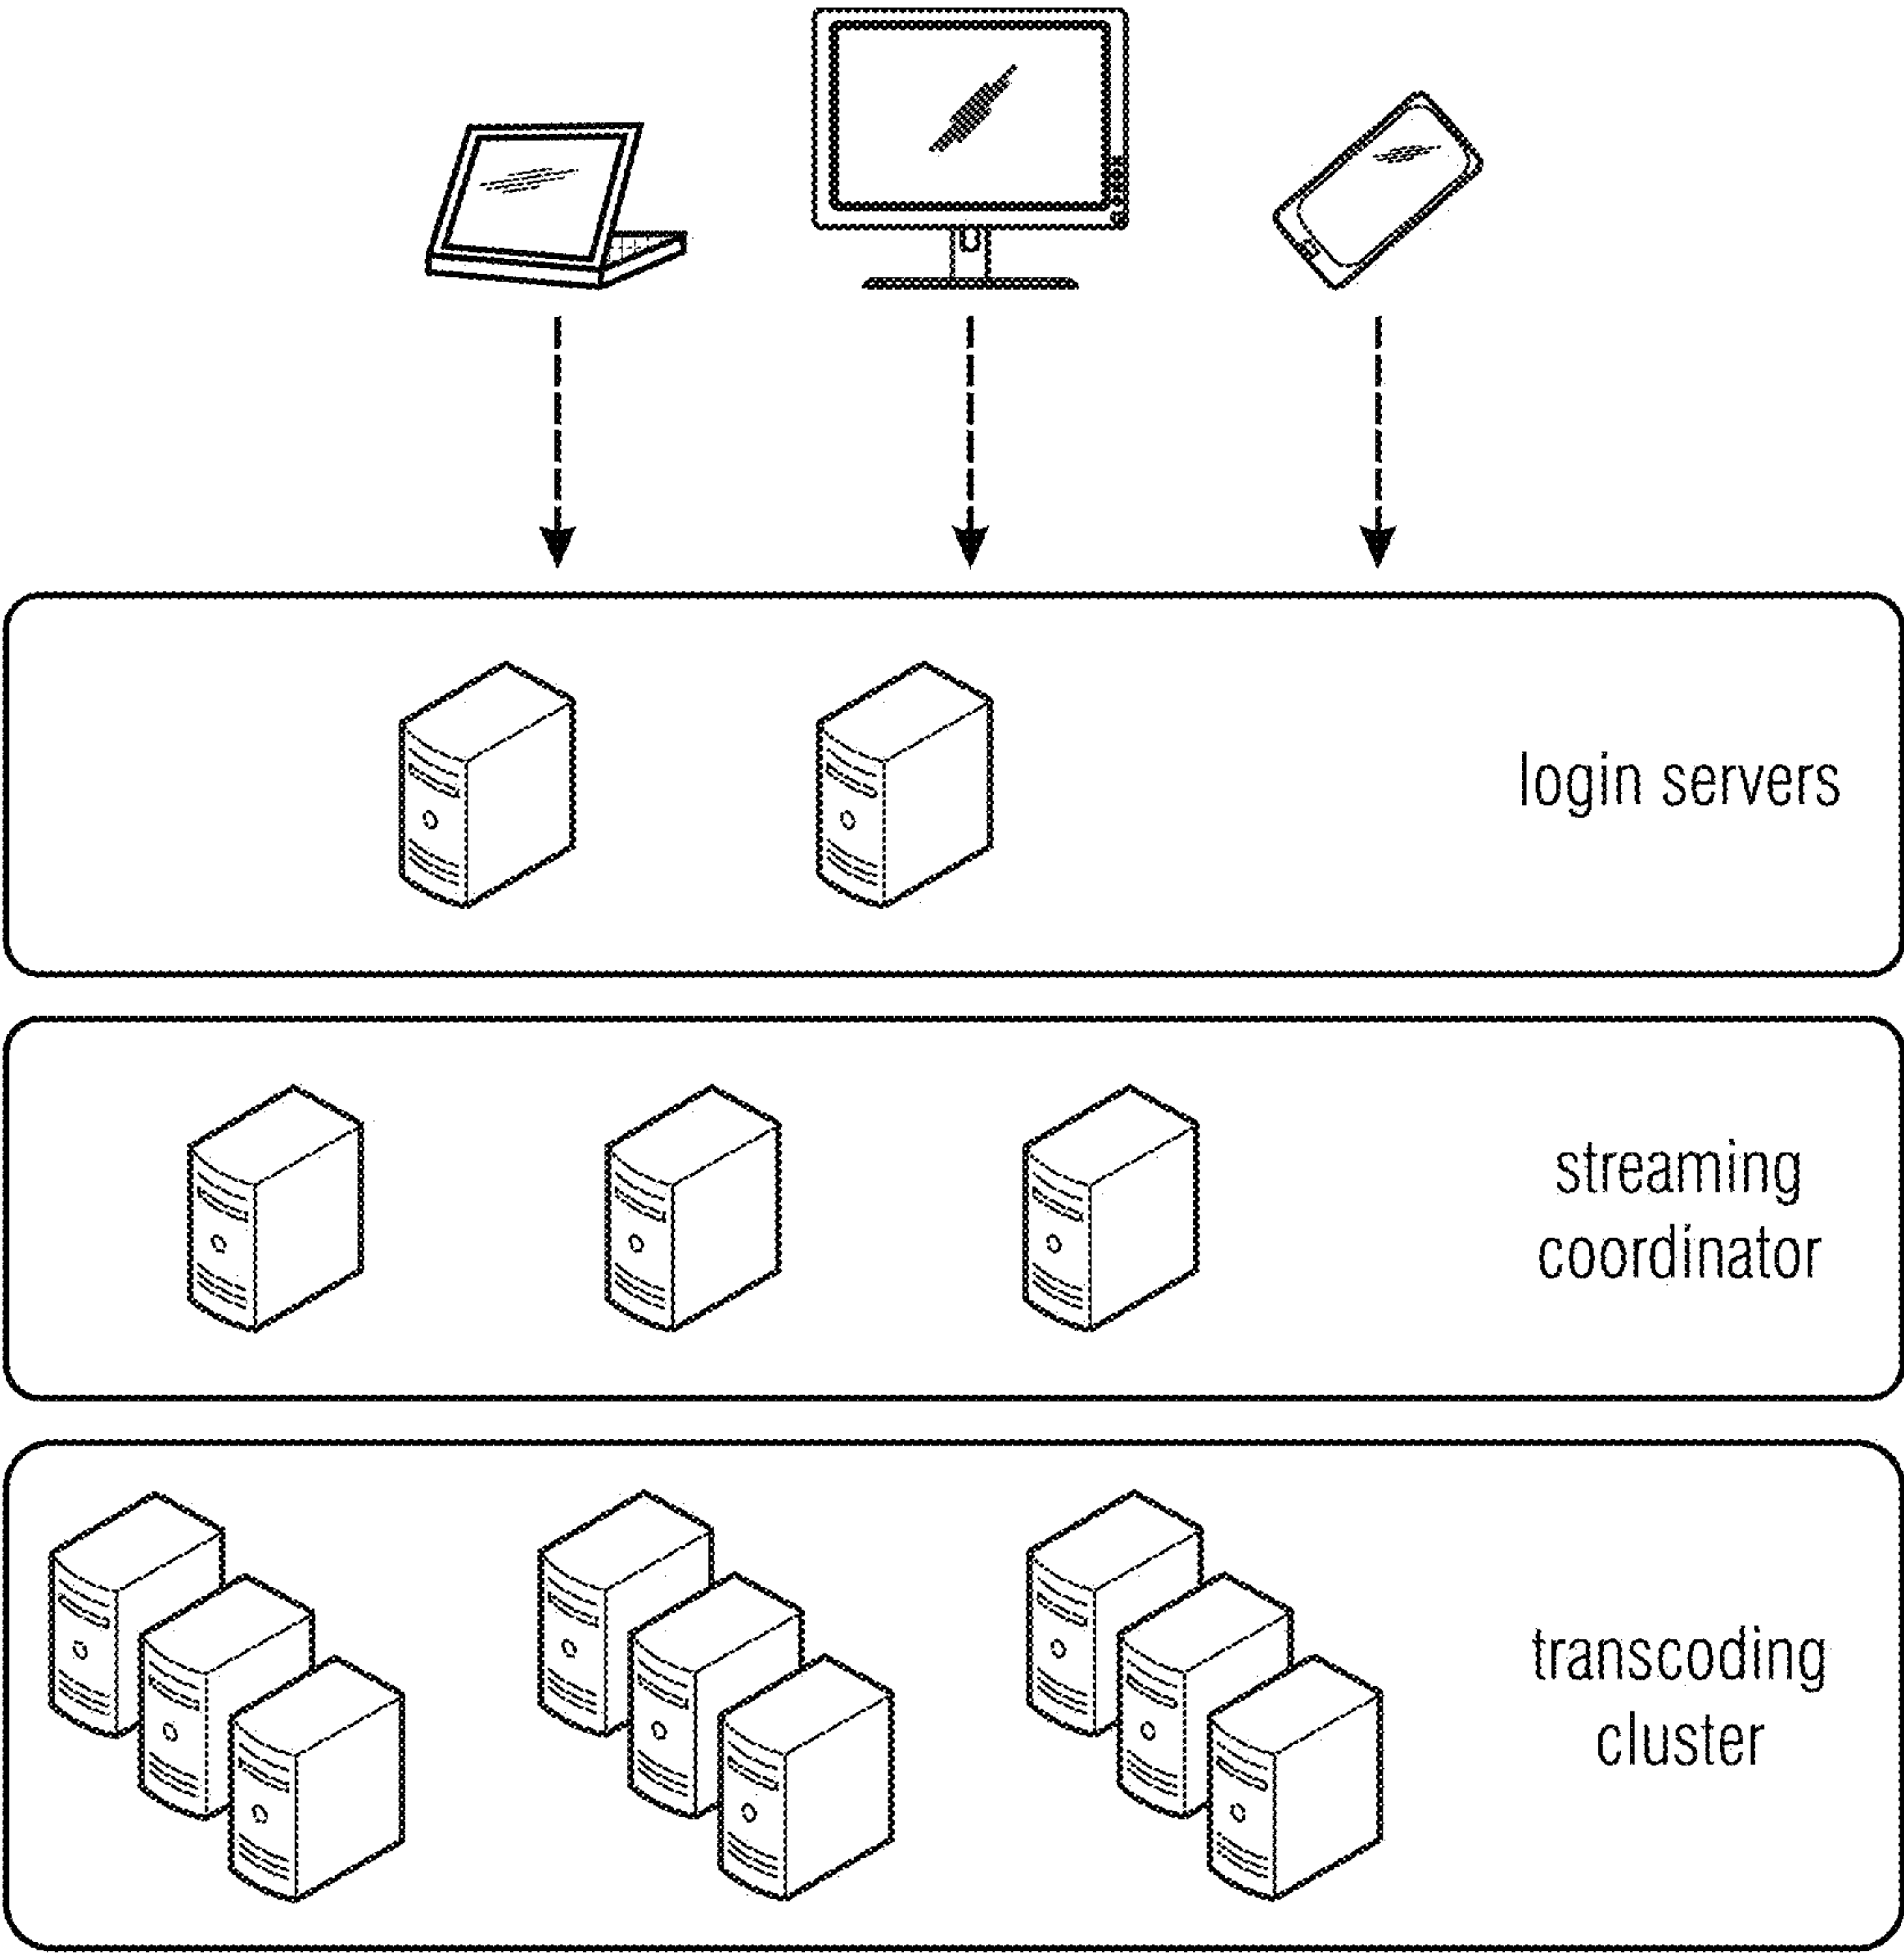 login servers
streaming
coordinator
transcoding
cluster